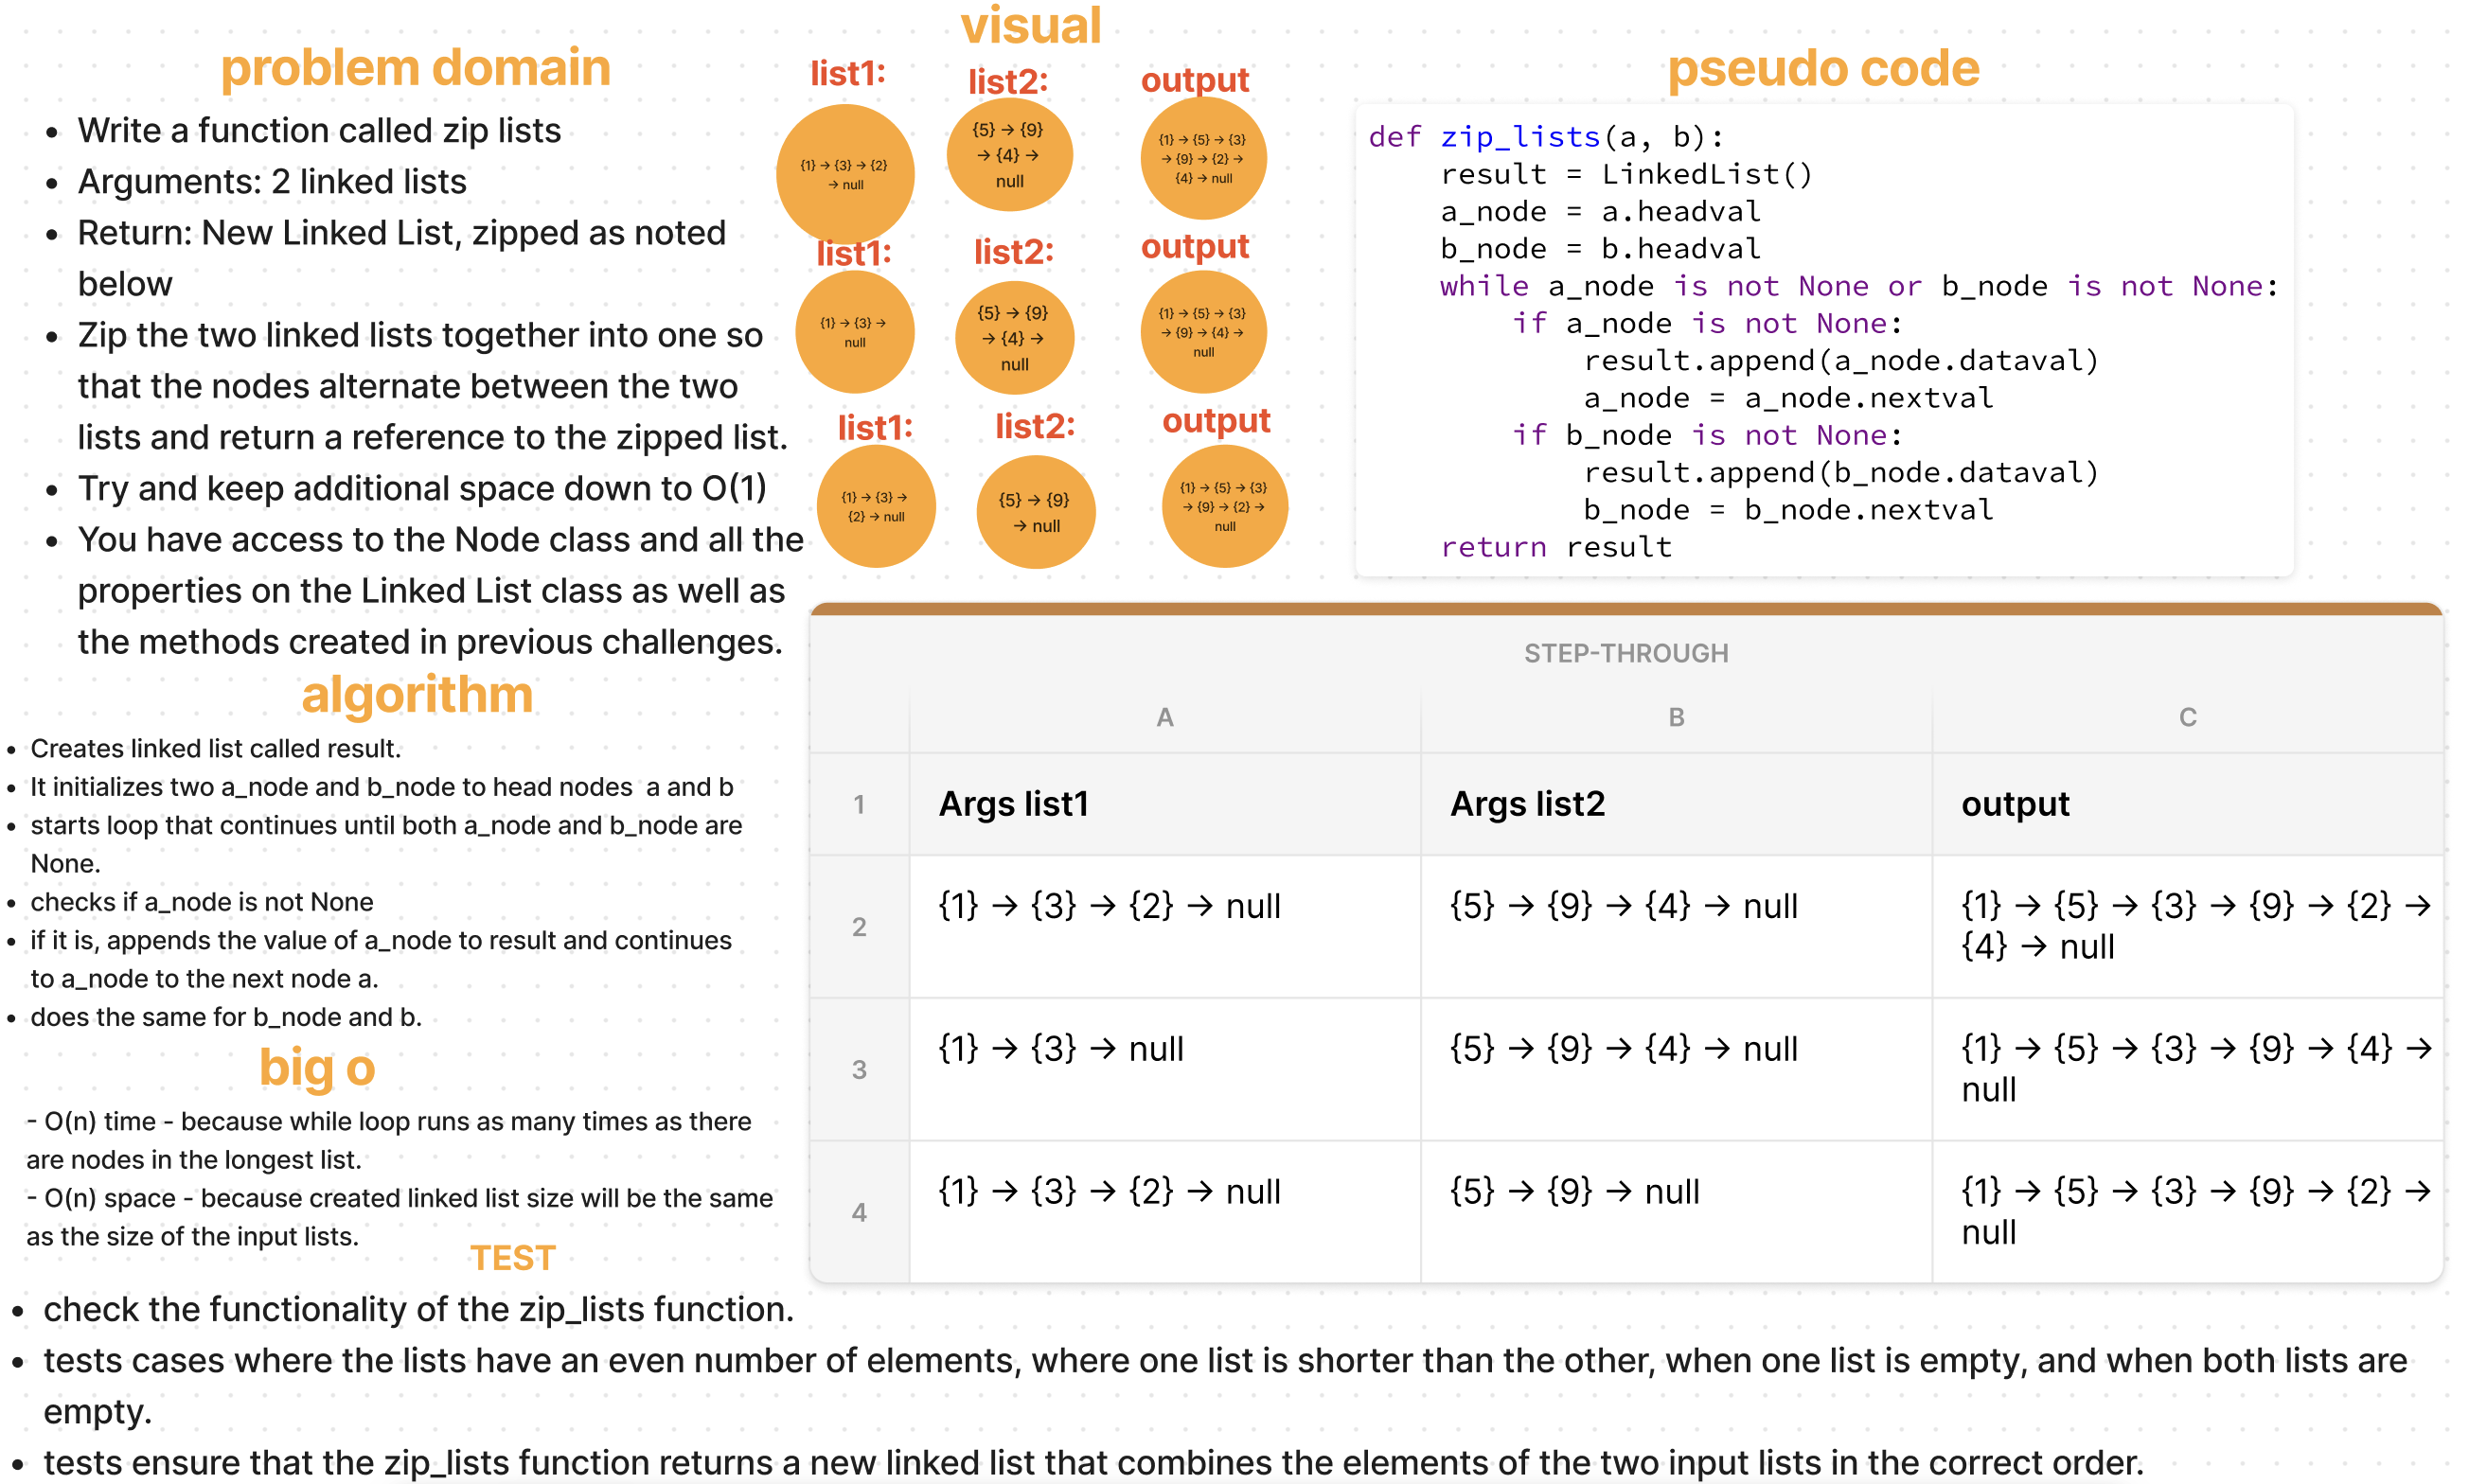 problem domain
• Write a function called zip lists
• Arguments: 2 linked lists
• Return: New Linked List, zipped as noted
below
• Zip the two linked lists together into one so
that the nodes alternate between the two
lists and return a reference to the zipped list.
• Try and keep additional space down to O(1)
• You have access to the Node class and all the
properties on the Linked List class as well as
the methods created in previous challenges.
algorithm
• Creates linked list called result.
• It initializes two a_node and b_node to head nodes  a and b
• starts loop that continues until both a_node and b_node are
None.
• checks if a_node is not None
• if it is, appends the value of a_node to result and continues
to a_node to the next node a.
• does the same for b_node and b.
big o
- O(n) time - because while loop runs as many times as there
are nodes in the longest list.
- O(n) space - because created linked list size will be the same
as the size of the input lists.
visual
list1:
{1} → {3} → {2}
→ null
list2:
{5} → {9}
→ {4} →
null
output
{1} → {5} → {3}
→ {9} → {2} →
{4} → null
list1:
{1} → {3} →
null
list2:
{5} → {9}
→ {4} →
null
output
{1} → {5} → {3}
→ {9} → {4} →
null
list1:
{1} → {3} →
{2} → null
list2:
{5} → {9}
→ null
output
{1} → {5} → {3}
→ {9} → {2} →
null
pseudo code
def zip_lists(a, b):
    result = LinkedList()
    a_node = a.headval
    b_node = b.headval
    while a_node is not None or b_node is not None:
        if a_node is not None:
            result.append(a_node.dataval)
            a_node = a_node.nextval
        if b_node is not None:
            result.append(b_node.dataval)
            b_node = b_node.nextval
    return result
STEP-THROUGH
A B C
1 Args list1 Args list2 output
2 {1} → {3} → {2} → null {5} → {9} → {4} → null {1} → {5} → {3} → {9} → {2} →
{4} → null
3 {1} → {3} → null {5} → {9} → {4} → null {1} → {5} → {3} → {9} → {4} →
null
4 {1} → {3} → {2} → null {5} → {9} → null {1} → {5} → {3} → {9} → {2} →
null
TEST
• check the functionality of the zip_lists function.
• tests cases where the lists have an even number of elements, where one list is shorter than the other, when one list is empty, and when both lists are
empty.
• tests ensure that the zip_lists function returns a new linked list that combines the elements of the two input lists in the correct order.